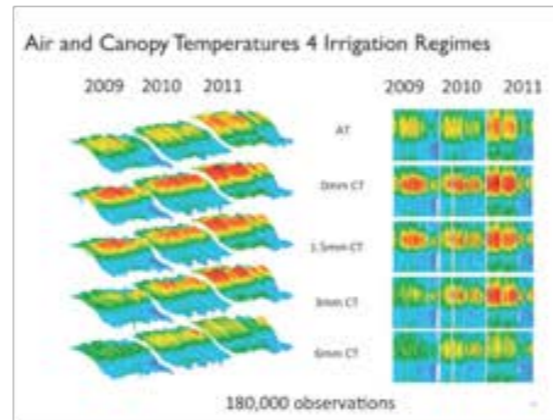 Air and Canopy Temperatures 4 Irrigation Regimes
2009 2010 2011
2009 2010 2011
AT
0mm CT
1.5mm CT
3mm CT
6mm CT
180,000 observations